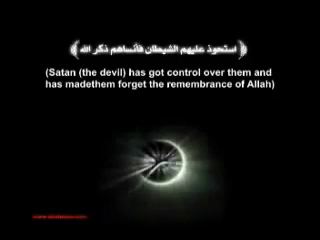 ﴿ استحوذ عليهم الشيطان فأنساهم ذكر الله ﴾
(Satan (the devil) has got control over them and
has madethem forget the remembrance of Allah)